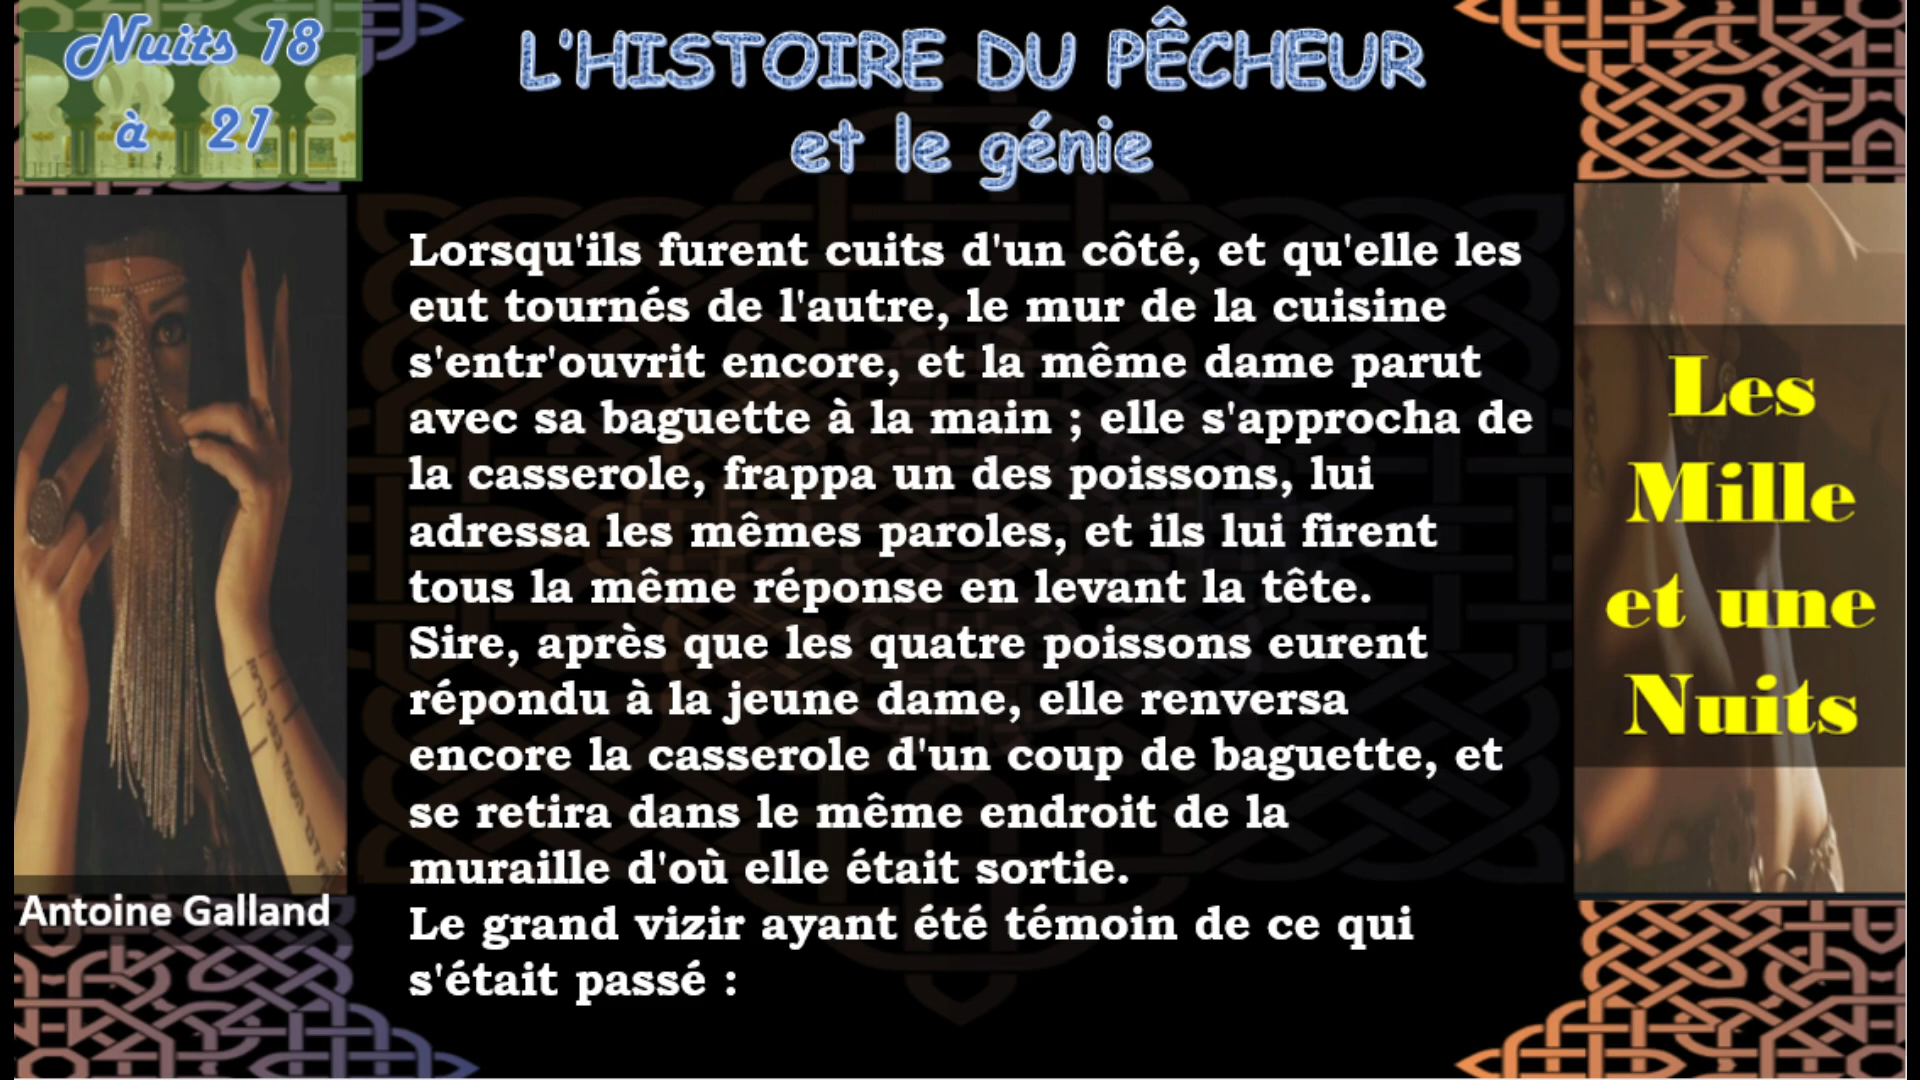 Nuits 18
à 21
L'HISTOIRE DU PÊCHEUR
et le génie
Lorsqu'ils furent cuits d'un côté, et qu'elle les
eut tournés de l'autre, le mur de la cuisine
s'entr'ouvrit encore, et la même dame parut
avec sa baguette à la main ; elle s'approcha de
la casserole, frappa un des poissons, lui
adressa les mêmes paroles, et ils lui firent
tous la même réponse en levant la tête.
Sire, après que les quatre poissons eurent
répondu à la jeune dame, elle renversa
encore la casserole d'un coup de baguette, et
se retira dans le même endroit de la
muraille d'où elle était sortie.
Le grand vizir ayant été témoin de ce qui
s'était passé :
Antoine Galland
Les
Mille
et une
Nuits